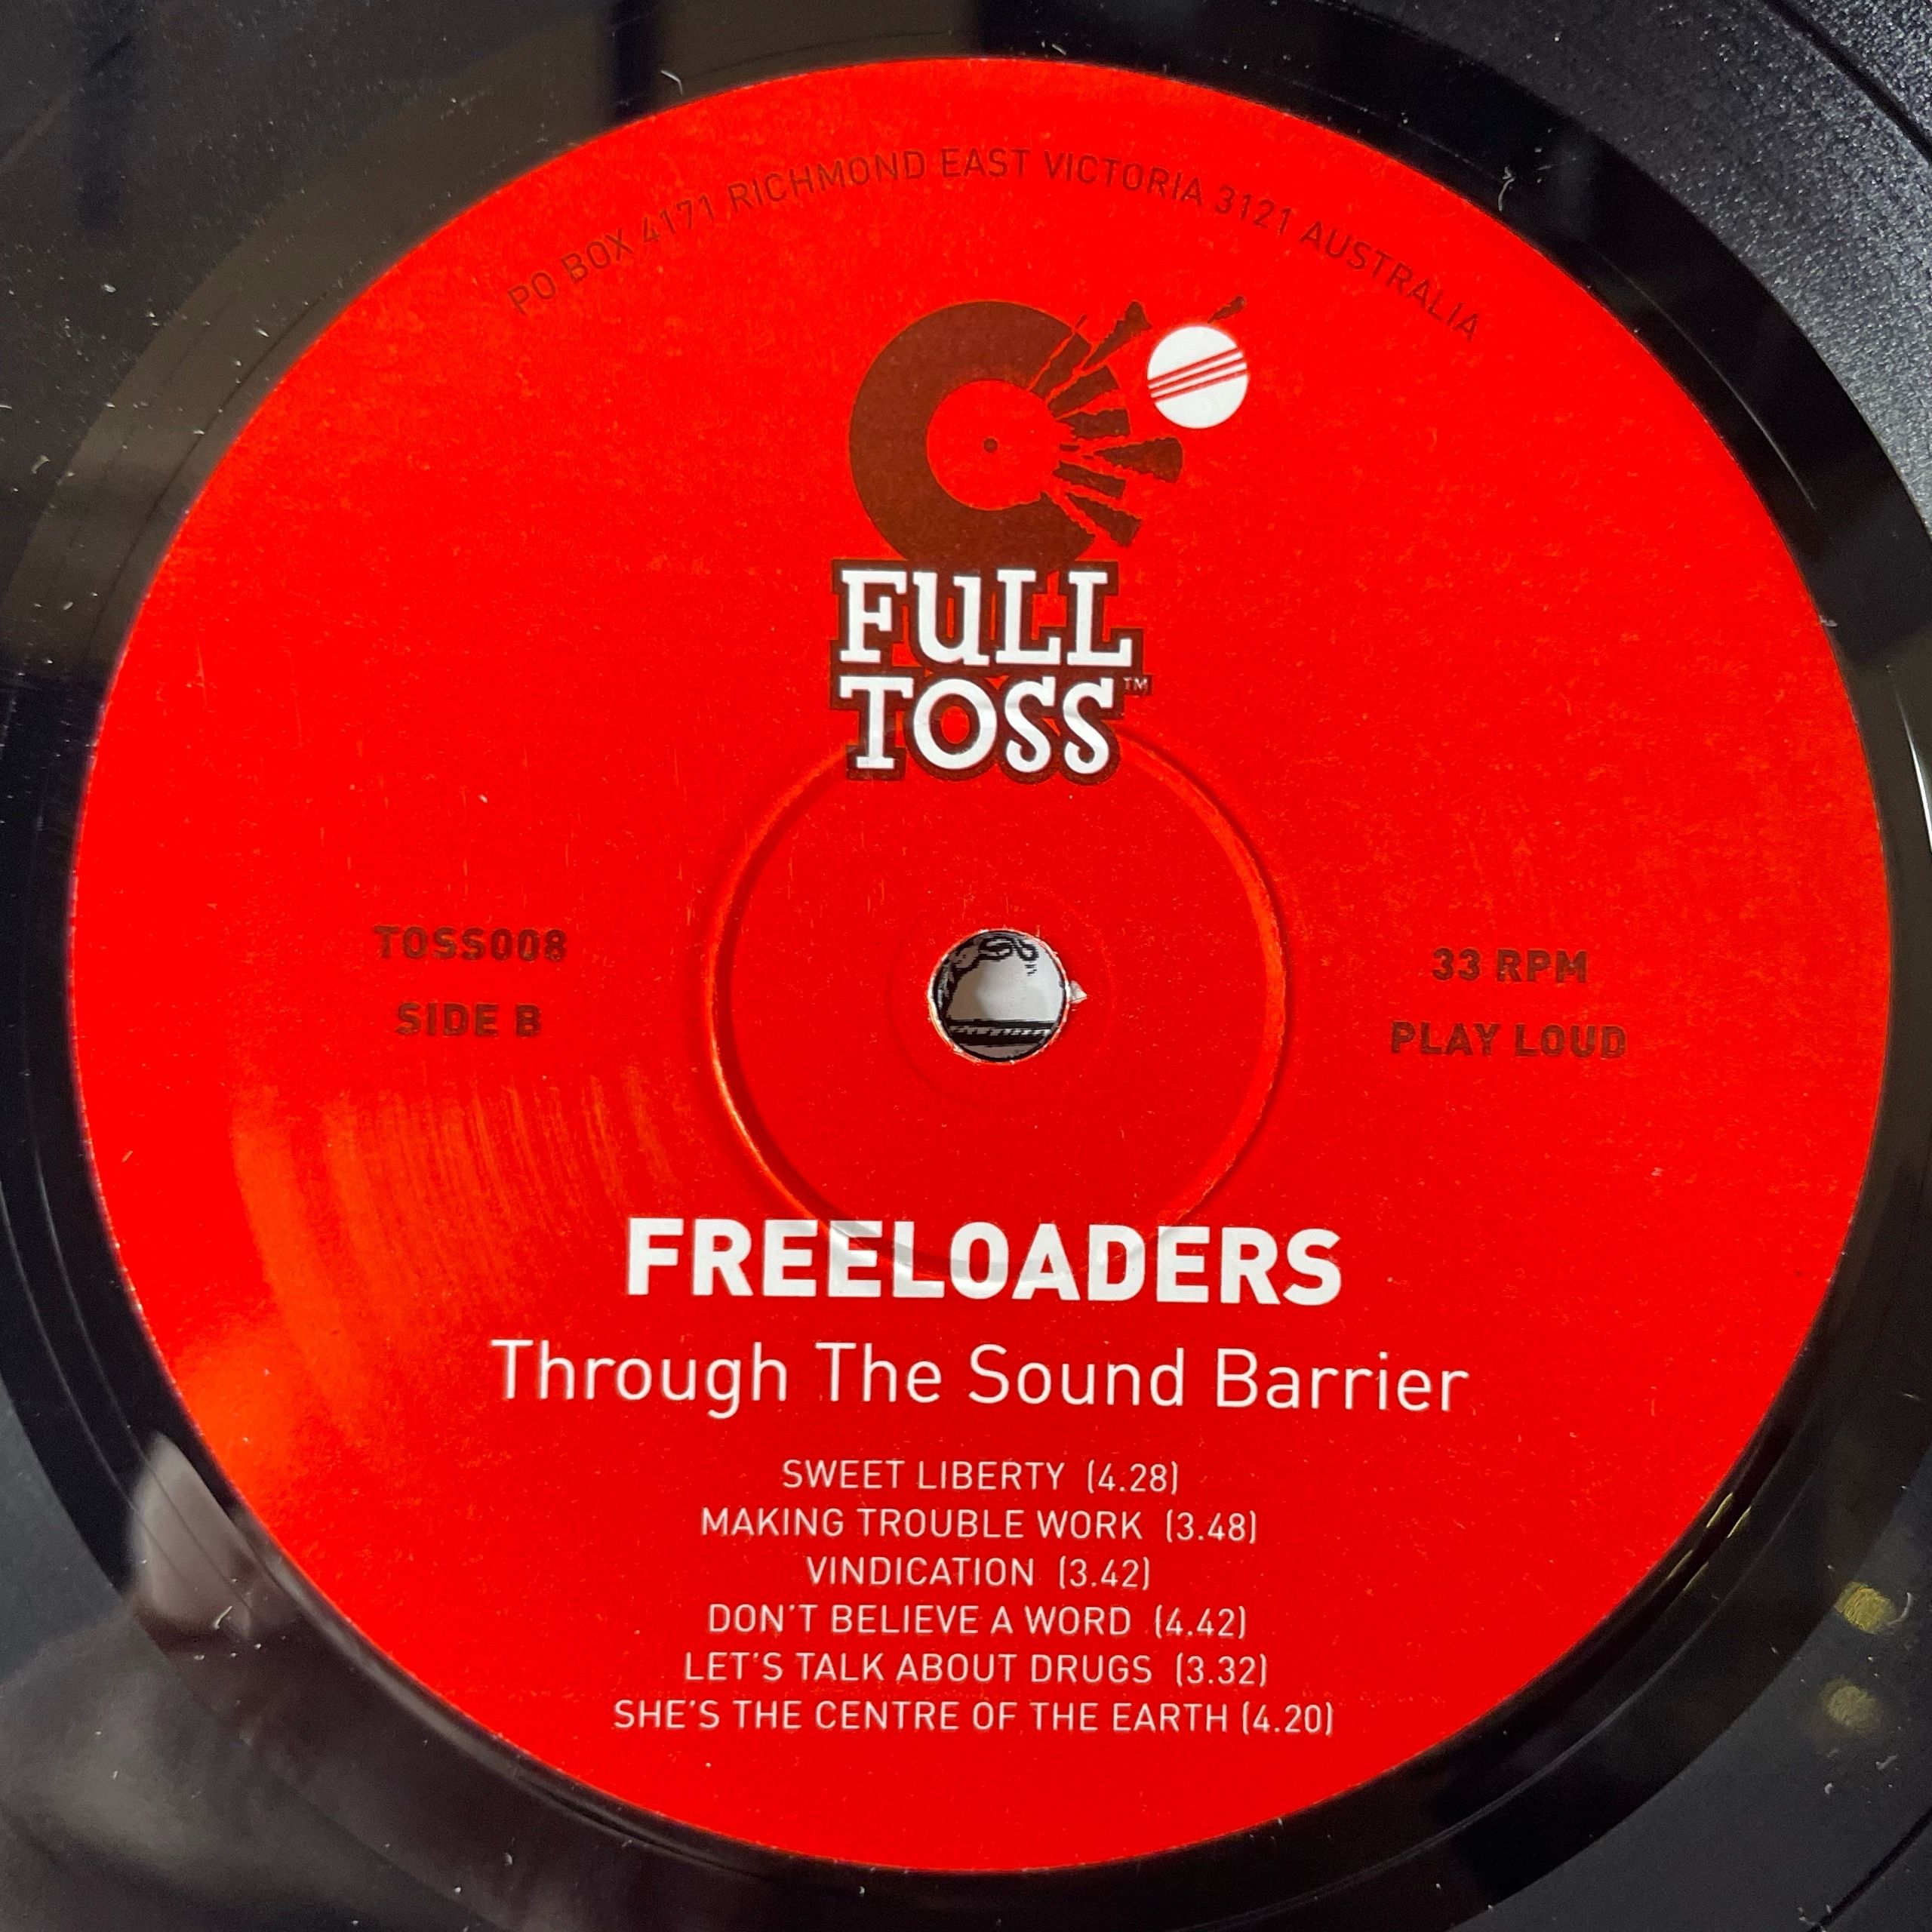 PO BOX 4171 RICHMOND EAST VICTORIA 3121 AUSTRALIA
FULL
TOSS™
TOSS008
SIDE B
33 RPM
PLAY LOUD
FREELOADERS
Through The Sound Barrier
SWEET LIBERTY (4.28)
MAKING TROUBLE WORK (3.48)
VINDICATION (3.42)
DON'T BELIEVE A WORD (4.42)
LET'S TALK ABOUT DRUGS (3.32)
SHE'S THE CENTRE OF THE EARTH (4.20)